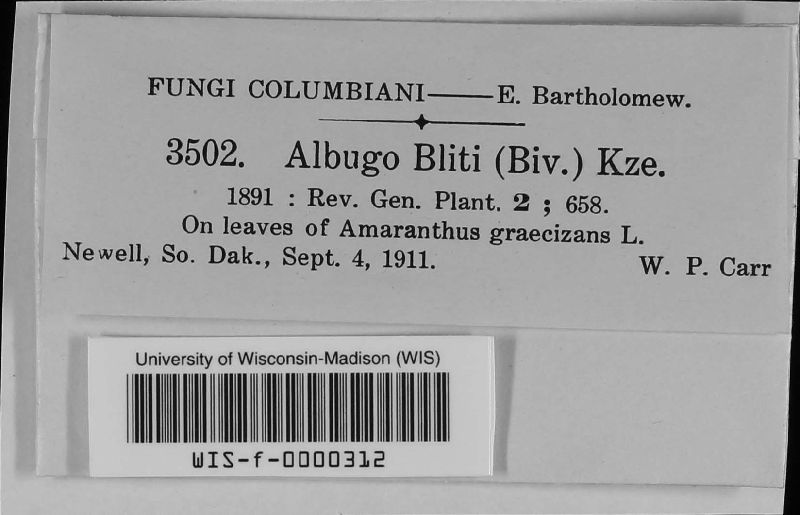 FUNGI COLUMBIANI—E. Bartholomew.
3502. Albugo Bliti (Biv.) Kze.
1891 : Rev. Gen. Plant. 2 ; 658.
On leaves of Amaranthus graecizans L.
Newell, So. Dak., Sept. 4, 1911. W. P. Carr
University of Wisconsin-Madison (WIS)
WIS-f-0000312